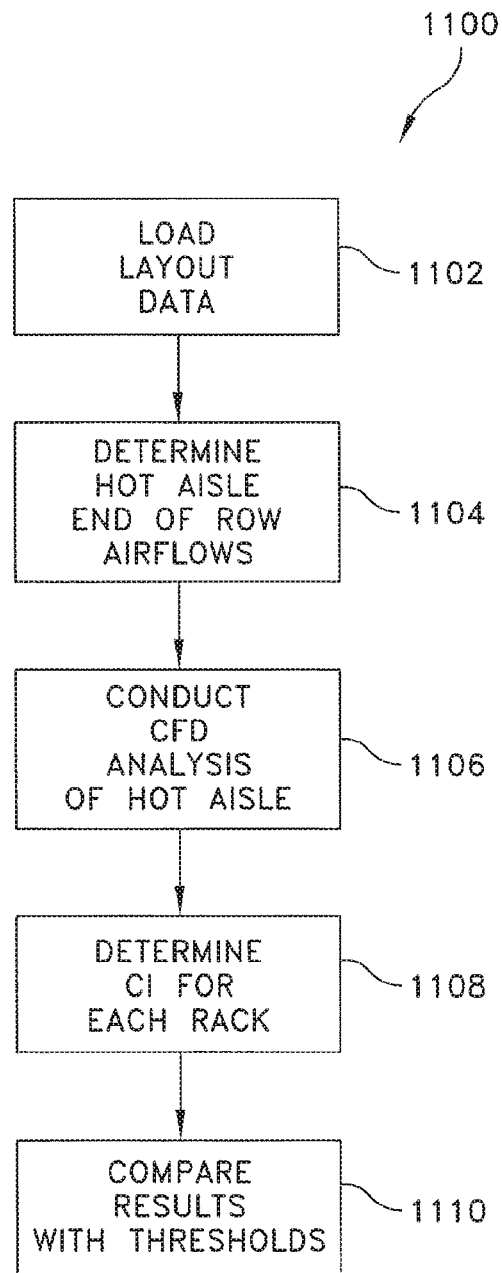 1100
LOAD
LAYOUT
DATA
1102
DETERMINE
HOT AISLE
END OF ROW
AIRFLOWS
1104
CONDUCT
CFD
ANALYSIS
OF HOT AISLE
1106
DETERMINE
CI FOR
EACH RACK
1108
COMPARE
RESULTS
WITH THRESHOLDS
1110